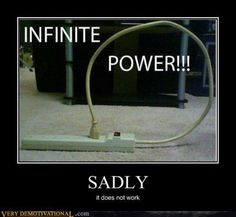 INFINITE
POWER!!!
SADLY
it does not work
VERY DEMOTIVATIONAL .com